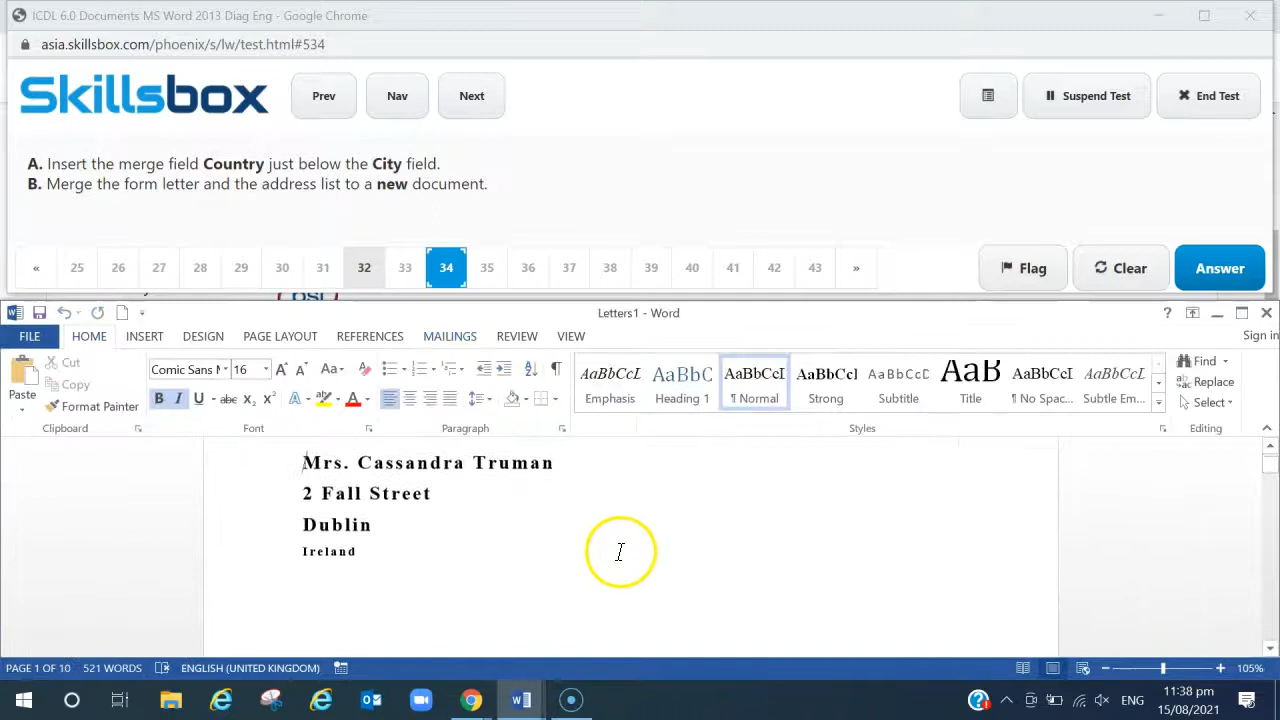 ICDL 6.0 Documents MS Word 2013 Diag Eng - Google Chrome
asia.skillsbox.com/phoenix/s/lw/test.html#534
Skillsbox
Prev
Nav
Next
Suspend Test
End Test
A. Insert the merge field Country just below the City field.
B. Merge the form letter and the address list to a new document.
« 25 26 27 28 29 30 31 32 33 34 35 36 37 38 39 40 41 42 43 »
Flag
Clear
Answer
Letters1 - Word
FILE HOME INSERT DESIGN PAGE LAYOUT REFERENCES MAILINGS REVIEW VIEW
Sign in
Paste
Cut
Copy
Format Painter
Clipboard
Comic Sans 16
Font
Paragraph
AaBbCcI AaBbC AaBbCcI AaBbCcl AaBbCcD AaB AaBbCcI AaBbCcI
Emphasis Heading 1 ¶ Normal Strong Subtitle Title ¶ No Spac... Subtle Em...
Styles
Find
Replace
Select
Editing
Mrs. Cassandra Truman
2 Fall Street
Dublin
Ireland
PAGE 1 OF 10 521 WORDS ENGLISH (UNITED KINGDOM) 105%
ENG
11:38 pm
15/08/2021